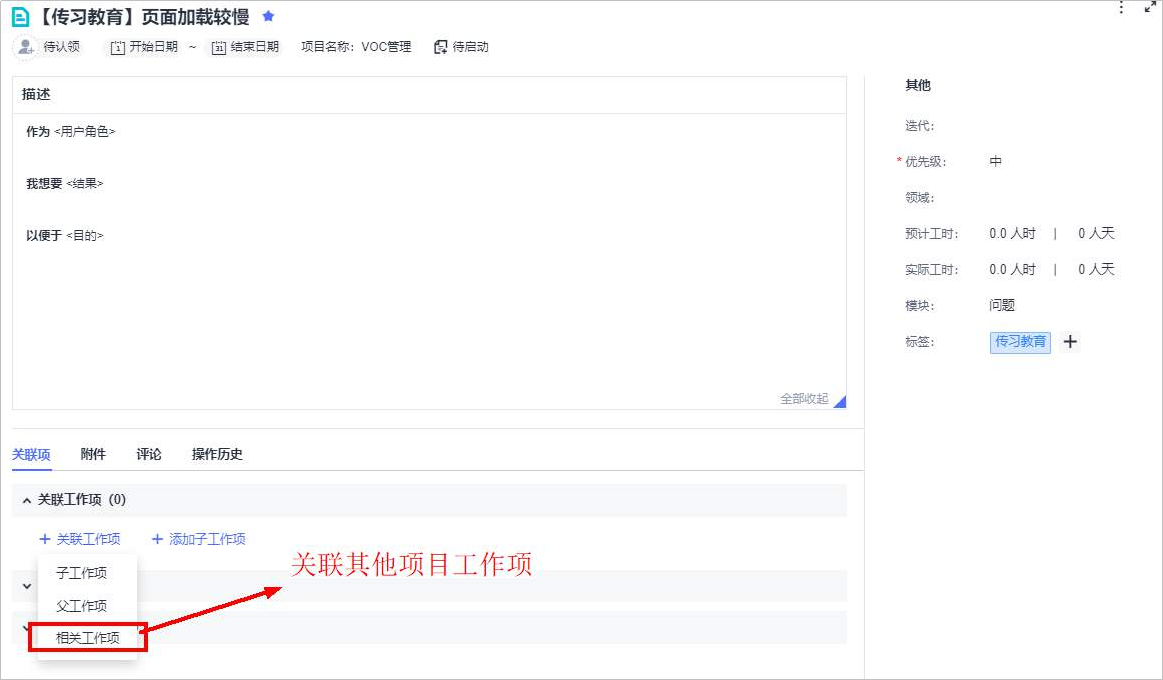 【传习教育】页面加载较慢
待认领 开始日期 ~ 结束日期 项目名称: VOC管理 待启动
描述
作为 <用户角色>
我想要 <结果>
以便于 <目的>
全部收起
其他
迭代:
* 优先级: 中
领域:
预计工时: 0.0 人时 | 0 人天
实际工时: 0.0 人时 | 0 人天
模块: 问题
标签: 传习教育 +
关联项 附件 评论 操作历史
关联工作项 (0)
+ 关联工作项 + 添加子工作项
子工作项
父工作项
相关工作项
关联其他项目工作项